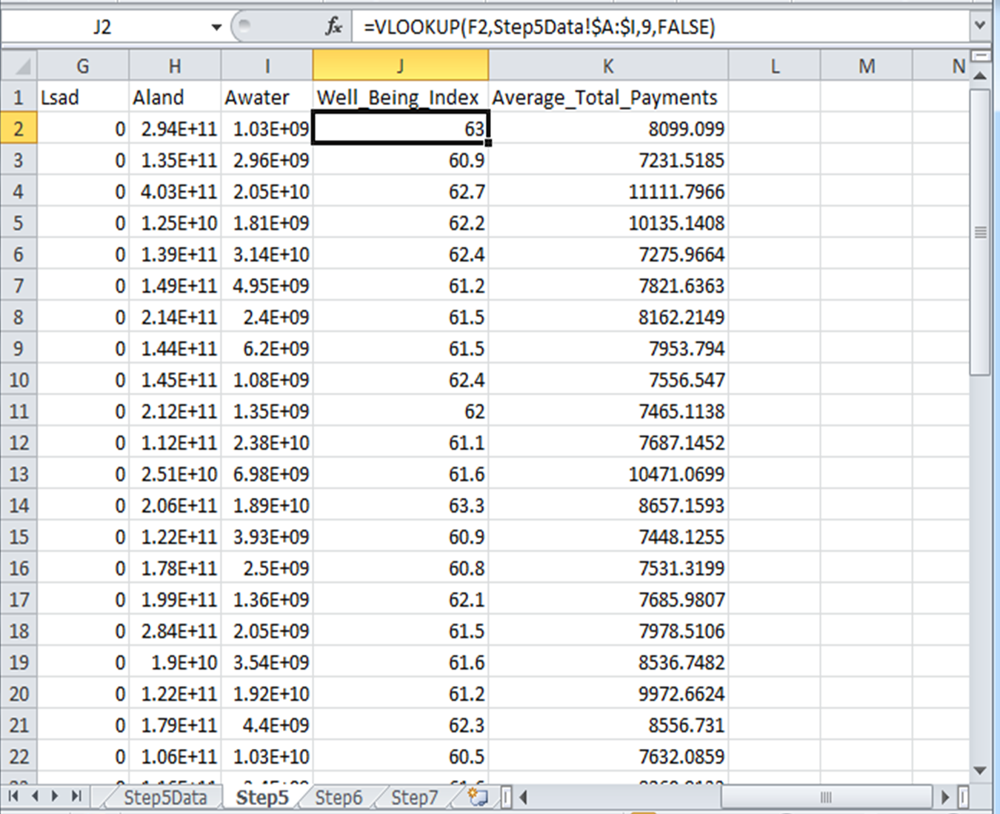 J2 fx =VLOOKUP(F2,Step5Data!$A:$I,9,FALSE)
G H I J K L M N
1 Lsad Aland Awater Well_Being_Index Average_Total_Payments
2 0 2.94E+11 1.03E+09 63 8099.099
3 0 1.35E+11 2.96E+09 60.9 7231.5185
4 0 4.03E+11 2.05E+10 62.7 11111.7966
5 0 1.25E+10 1.81E+09 62.2 10135.1408
6 0 1.39E+11 3.14E+10 62.4 7275.9664
7 0 1.49E+11 4.95E+09 61.2 7821.6363
8 0 2.14E+11 2.4E+09 61.5 8162.2149
9 0 1.44E+11 6.2E+09 61.5 7953.794
10 0 1.45E+11 1.08E+09 62.4 7556.547
11 0 2.12E+11 1.35E+09 62 7465.1138
12 0 1.12E+11 2.38E+10 61.1 7687.1452
13 0 2.51E+10 6.98E+09 61.6 10471.0699
14 0 2.06E+11 1.89E+10 63.3 8657.1593
15 0 1.22E+11 3.93E+09 60.9 7448.1255
16 0 1.78E+11 2.5E+09 60.8 7531.3199
17 0 1.99E+11 1.36E+09 62.1 7685.9807
18 0 2.84E+11 2.05E+09 61.5 7978.5106
19 0 1.9E+10 3.54E+09 61.6 8536.7482
20 0 1.22E+11 1.92E+10 61.2 9972.6624
21 0 1.79E+11 4.4E+09 62.3 8556.731
22 0 1.06E+11 1.03E+10 60.5 7632.0859
Step5Data Step5 Step6 Step7